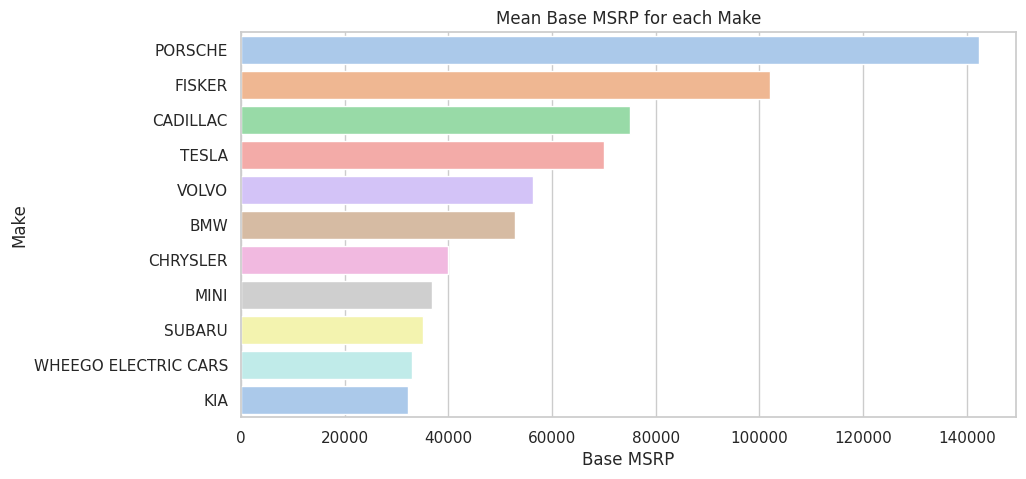 Mean Base MSRP for each Make
PORSCHE
FISKER
CADILLAC
TESLA
VOLVO
BMW
CHRYSLER
MINI
SUBARU
WHEEGO ELECTRIC CARS
KIA
Make
0 20000 40000 60000 80000 100000 120000 140000
Base MSRP